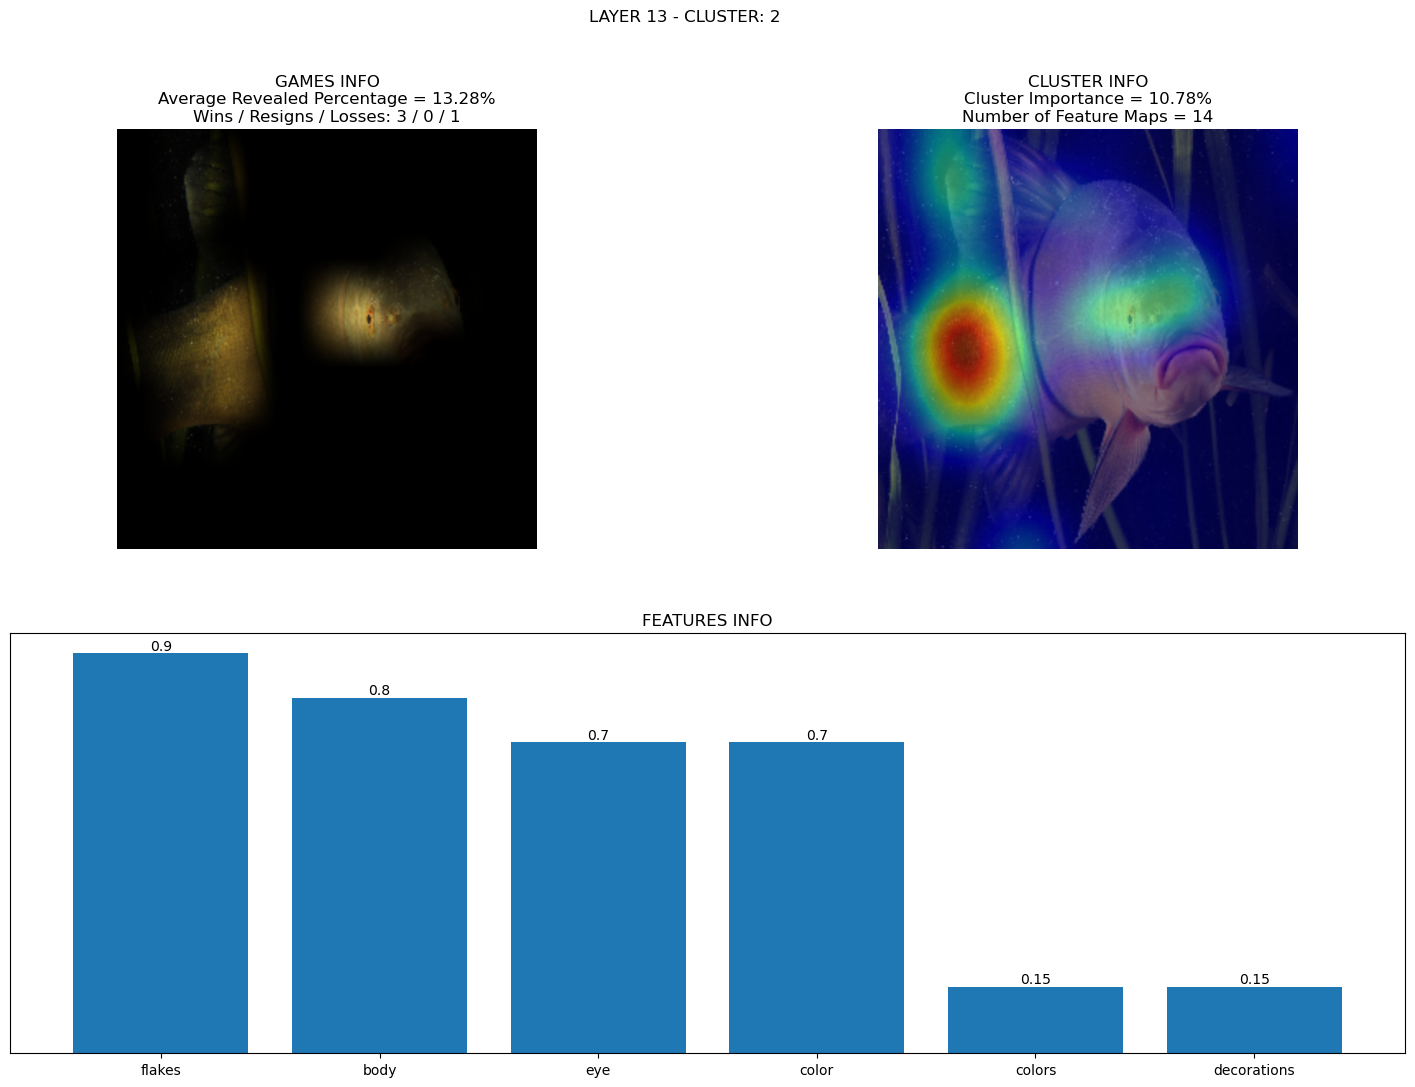 LAYER 13 - CLUSTER: 2
GAMES INFO
Average Revealed Percentage = 13.28%
Wins / Resigns / Losses: 3 / 0 / 1
CLUSTER INFO
Cluster Importance = 10.78%
Number of Feature Maps = 14
FEATURES INFO
0.9
0.8
0.7
0.7
0.15
0.15
flakes
body
eye
color
colors
decorations